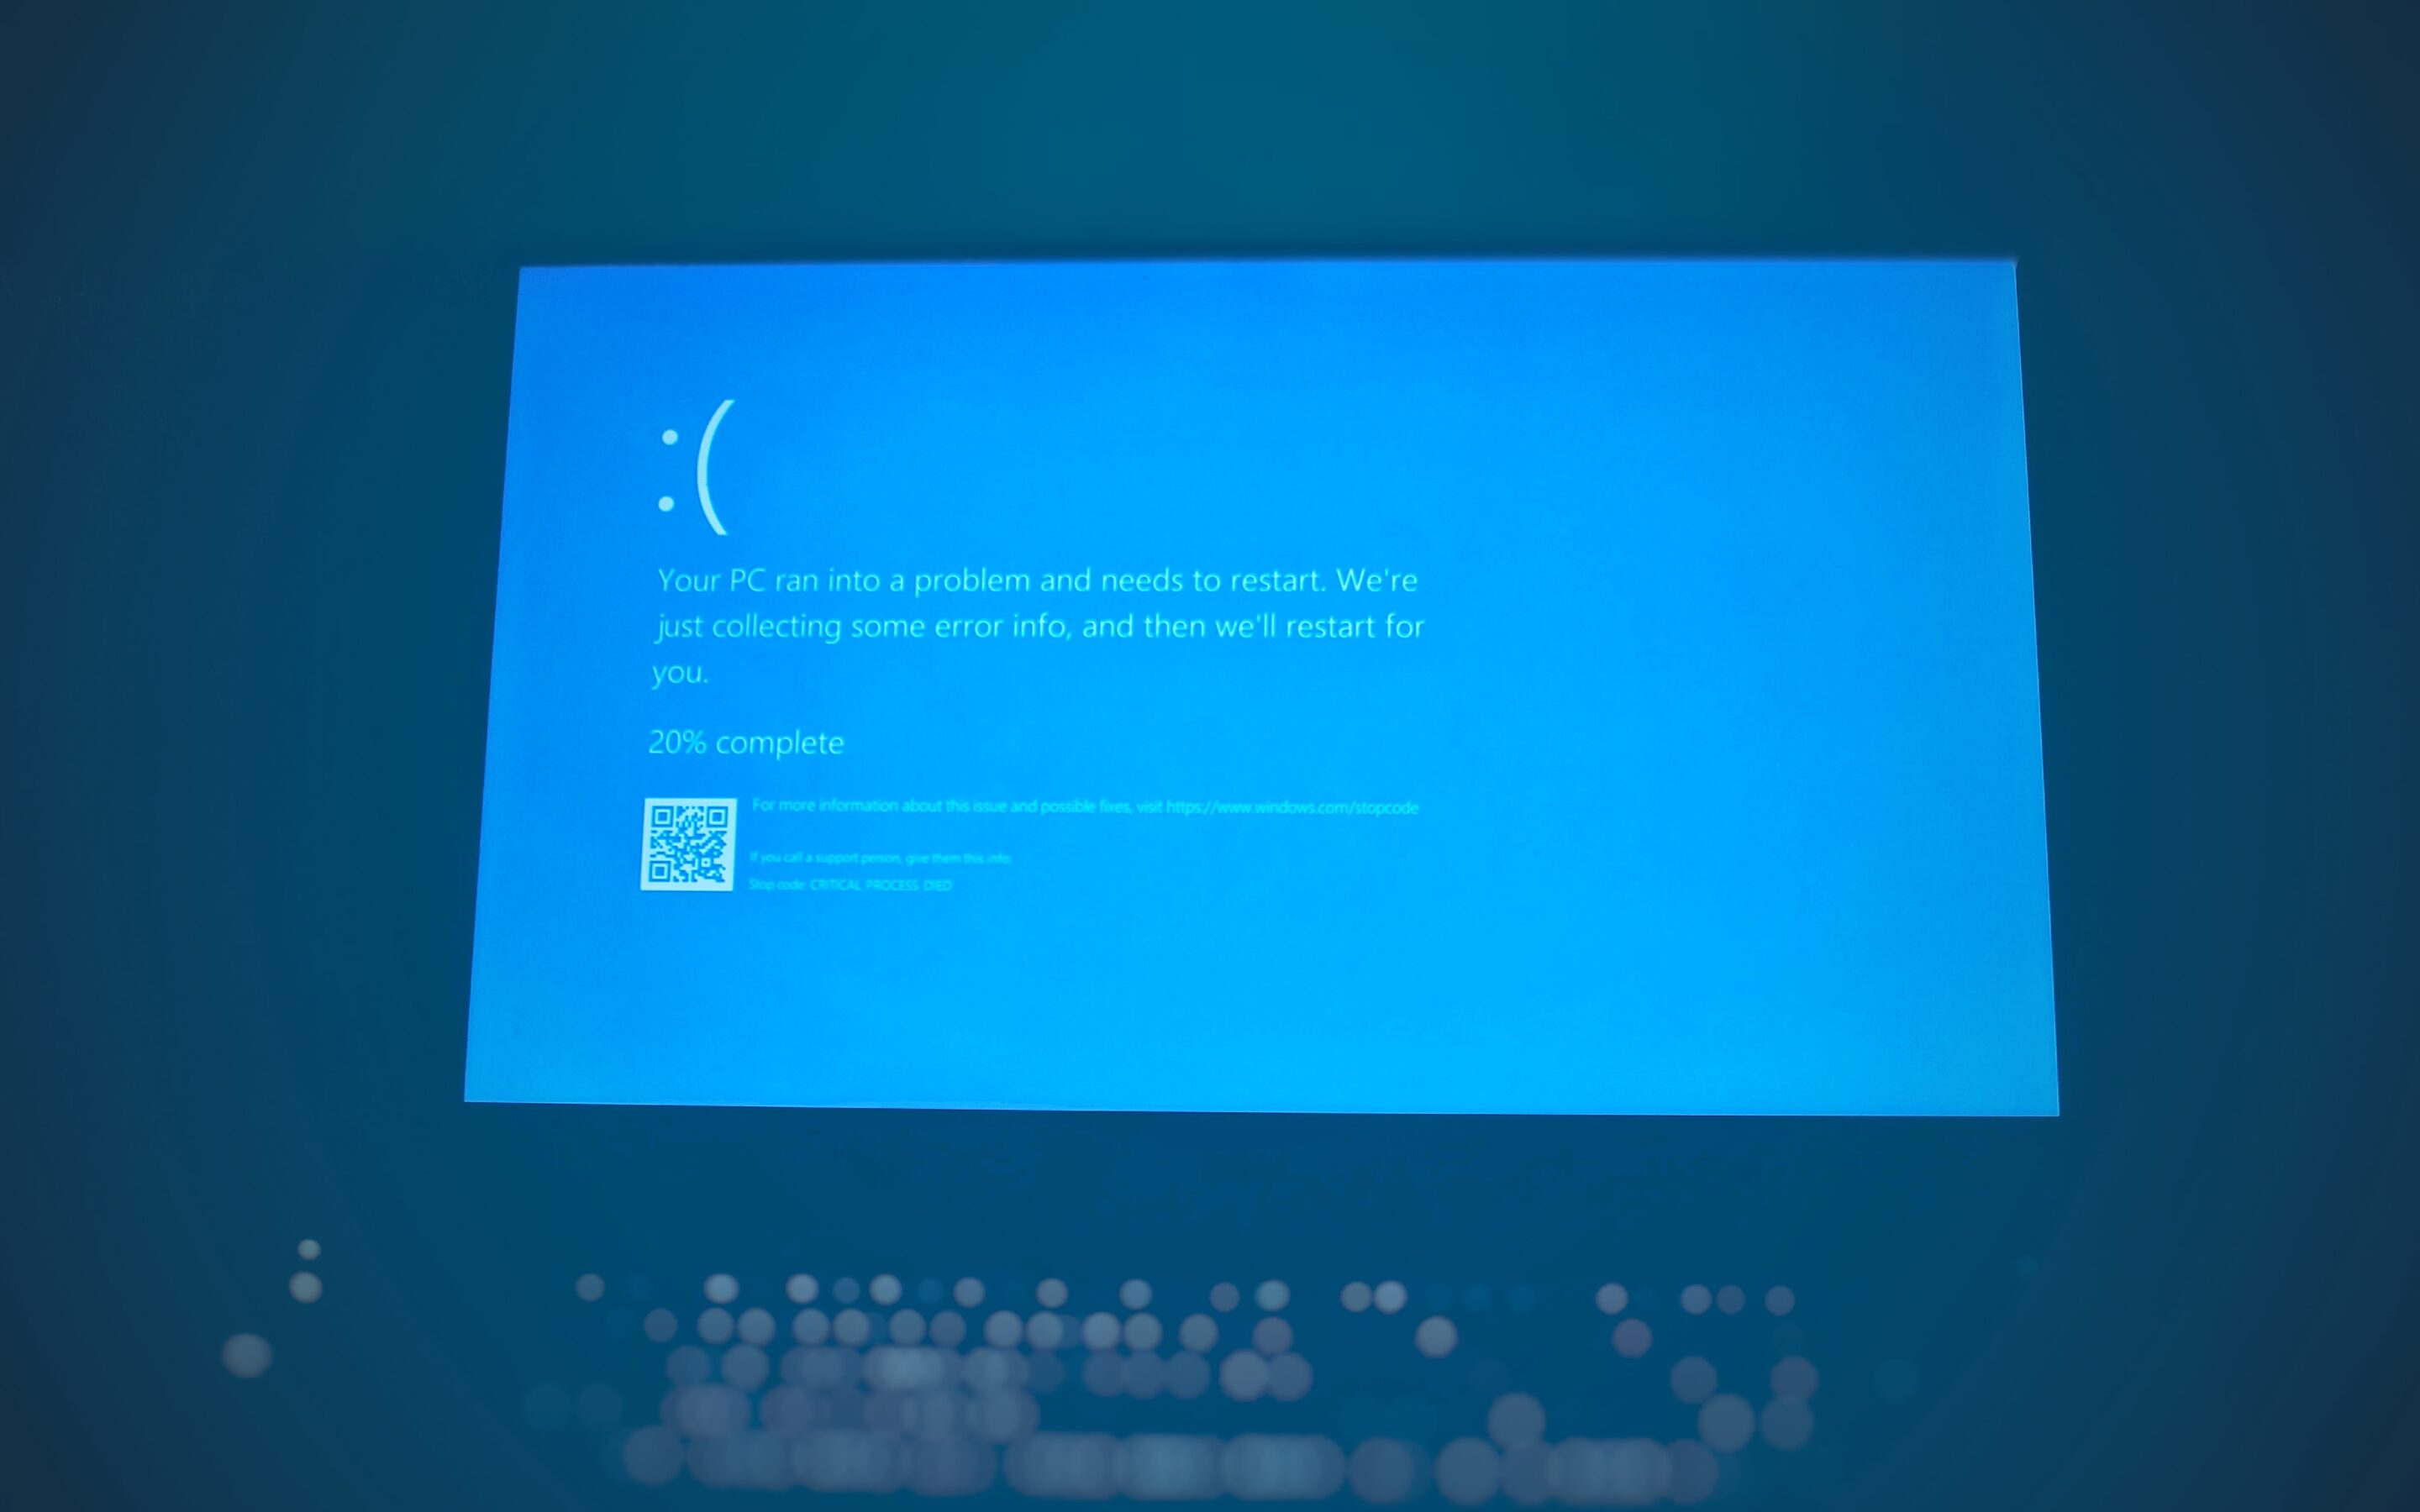 :(
Your PC ran into a problem and needs to restart. We're
just collecting some error info, and then we'll restart for
you.
20% complete
For more information about this issue and possible fixes, visit https://www.windows.com/stopcode
If you call a support person, give them this info:
Stop code: CRITICAL PROCESS DIED